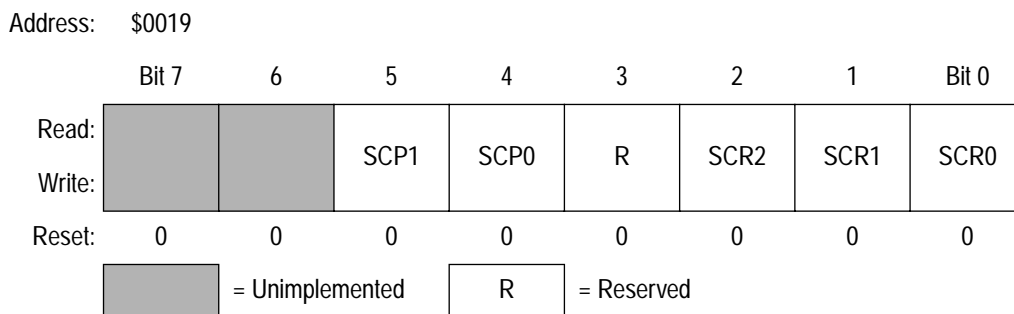 Address: $0019
Bit 7 6 5 4 3 2 1 Bit 0
Read:
SCP1 SCP0 R SCR2 SCR1 SCR0
Write:
Reset: 0 0 0 0 0 0 0 0
= Unimplemented R = Reserved